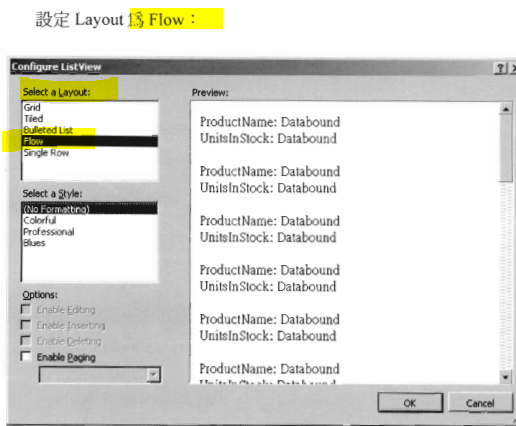 設定 Layout 為 Flow：
Configure ListView
Select a Layout:
Grid
Tiled
Bulleted List
Flow
Single Row
Select a Style:
(No Formatting)
Colorful
Professional
Blues
Options:
Enable Editing
Enable Inserting
Enable Deleting
Enable Paging
Preview:
ProductName: Databound
UnitsInStock: Databound
ProductName: Databound
UnitsInStock: Databound
ProductName: Databound
UnitsInStock: Databound
ProductName: Databound
UnitsInStock: Databound
ProductName: Databound
UnitsInStock: Databound
ProductName: Databound
UnitsInStock: Databound
OK
Cancel